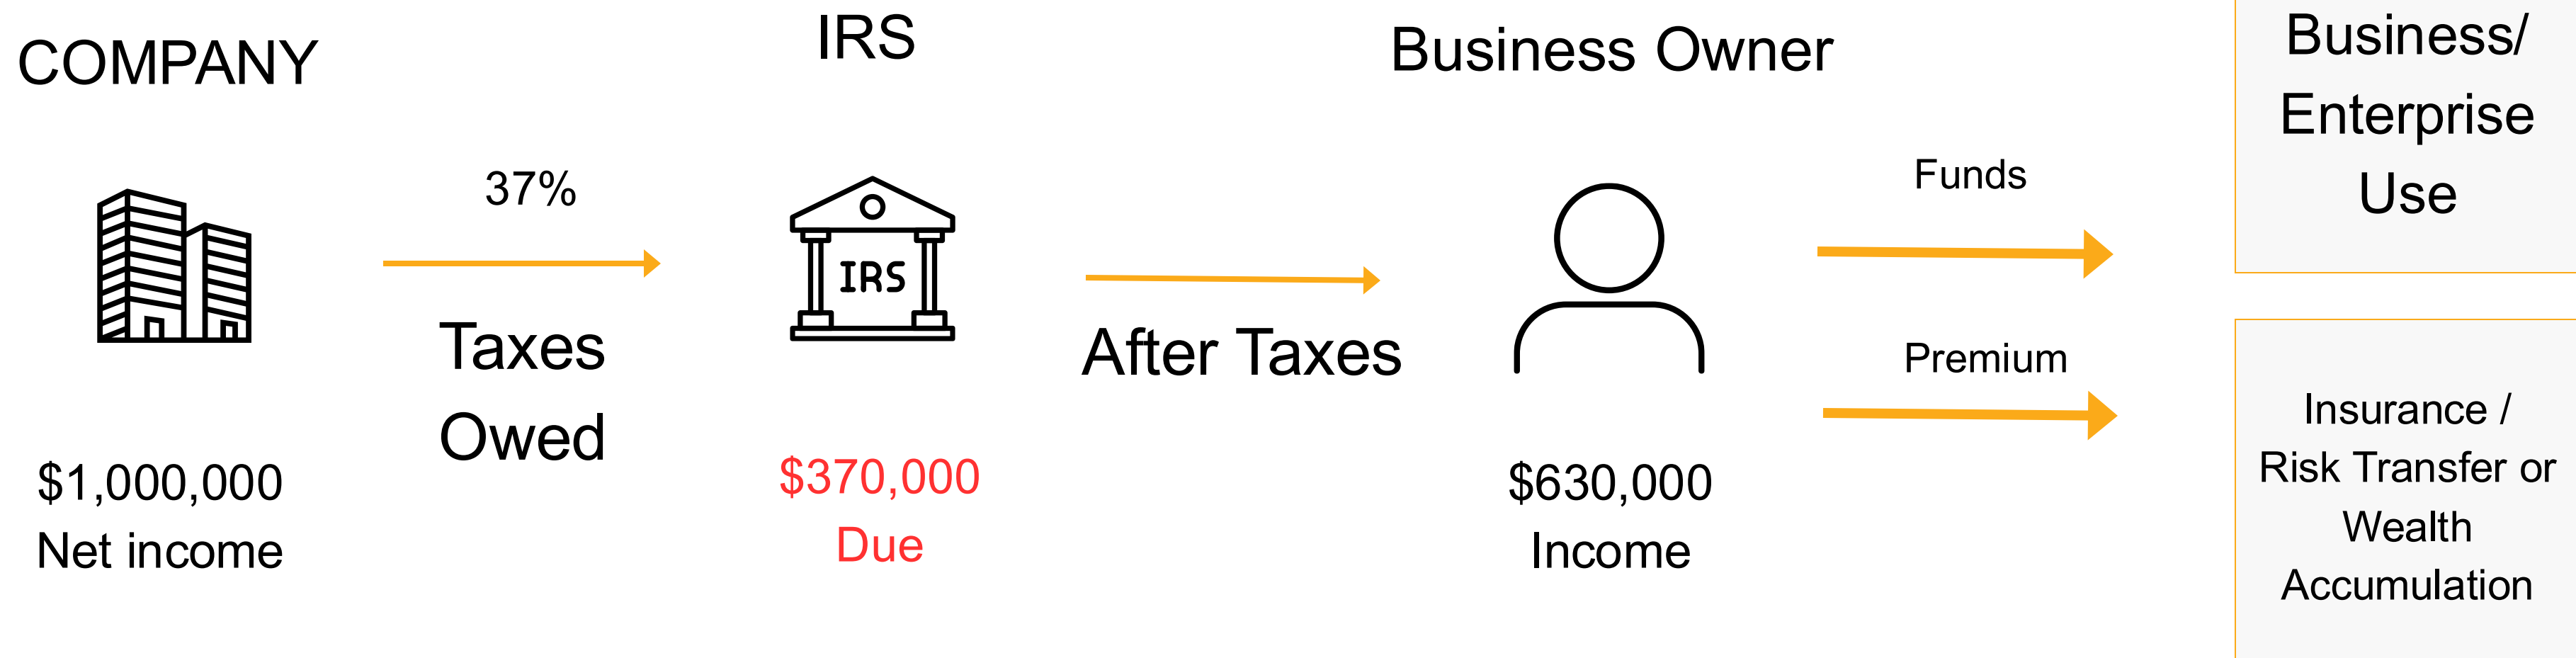 COMPANY
37%
Taxes
Owed
$1,000,000
Net income
IRS
IRS
$370,000
Due
After Taxes
Business Owner
$630,000
Income
Funds
Premium
Business/
Enterprise
Use
Insurance /
Risk Transfer or
Wealth
Accumulation